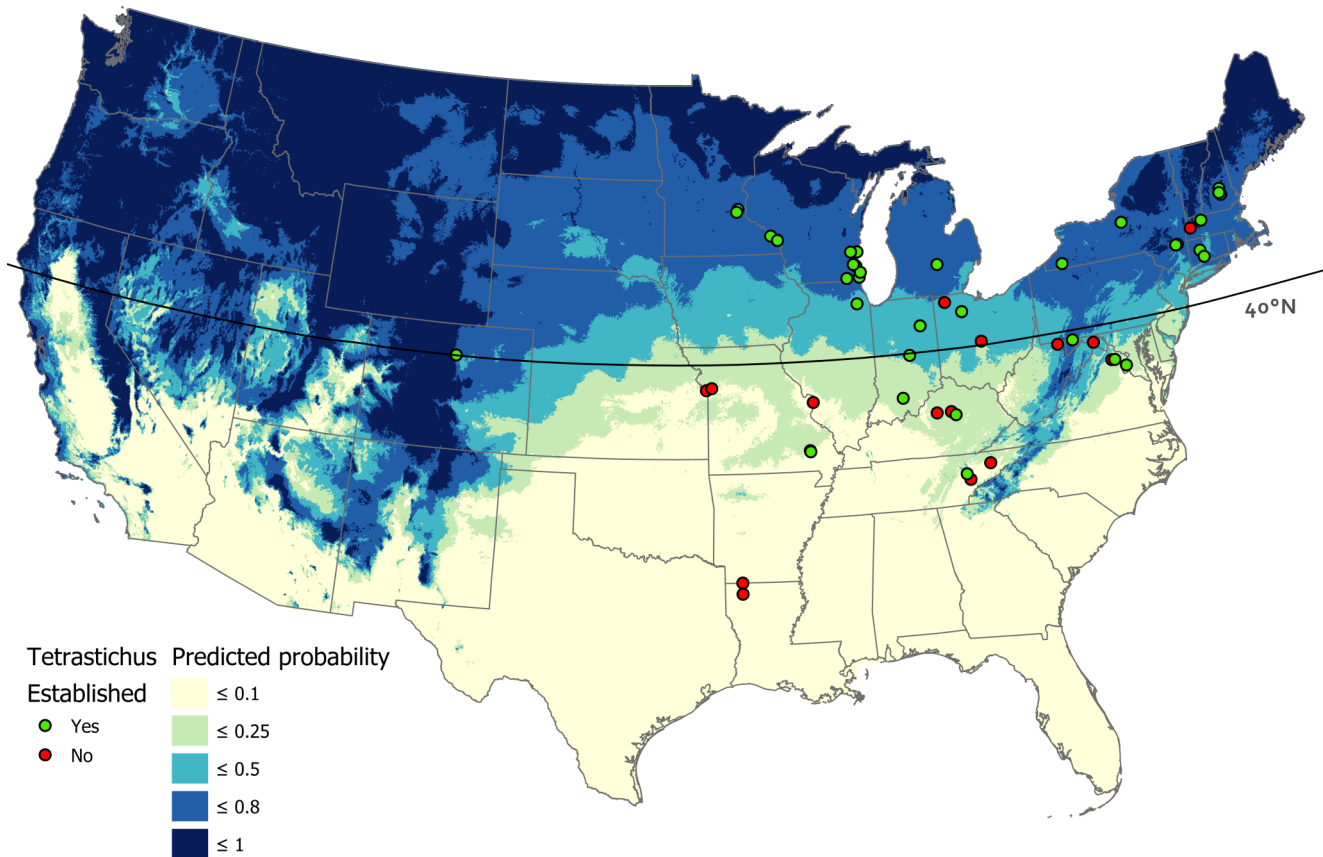 40°N
Tetrastichus Predicted probability
Established
≤ 0.1
Yes
≤ 0.25
No
≤ 0.5
≤ 0.8
≤ 1